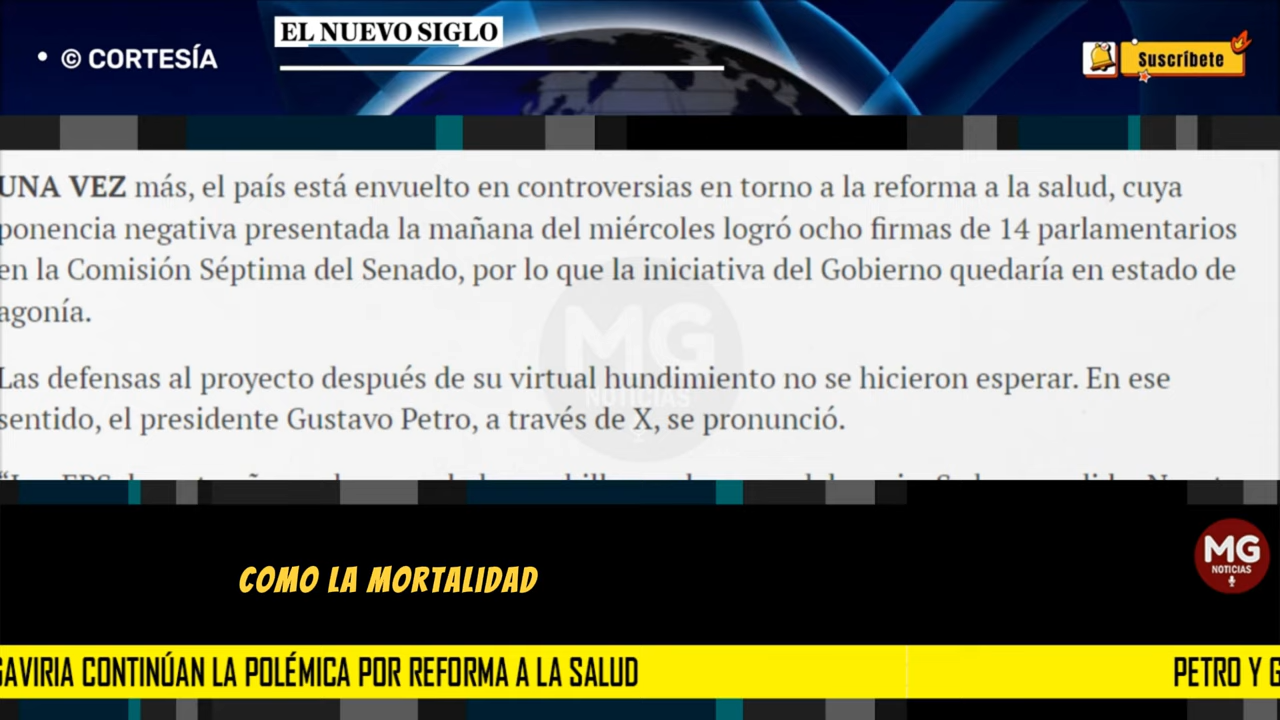 • © CORTESÍA
EL NUEVO SIGLO
Suscríbete
UNA VEZ más, el país está envuelto en controversias en torno a la reforma a la salud, cuya
ponencia negativa presentada la mañana del miércoles logró ocho firmas de 14 parlamentarios
en la Comisión Séptima del Senado, por lo que la iniciativa del Gobierno quedaría en estado de
agonía.
Las defensas al proyecto después de su virtual hundimiento no se hicieron esperar. En ese
sentido, el presidente Gustavo Petro, a través de X, se pronunció.
MG
NOTICIAS
COMO LA MORTALIDAD
MG
NOTICIAS
GAVIRIA CONTINÚAN LA POLÉMICA POR REFORMA A LA SALUD
PETRO Y G